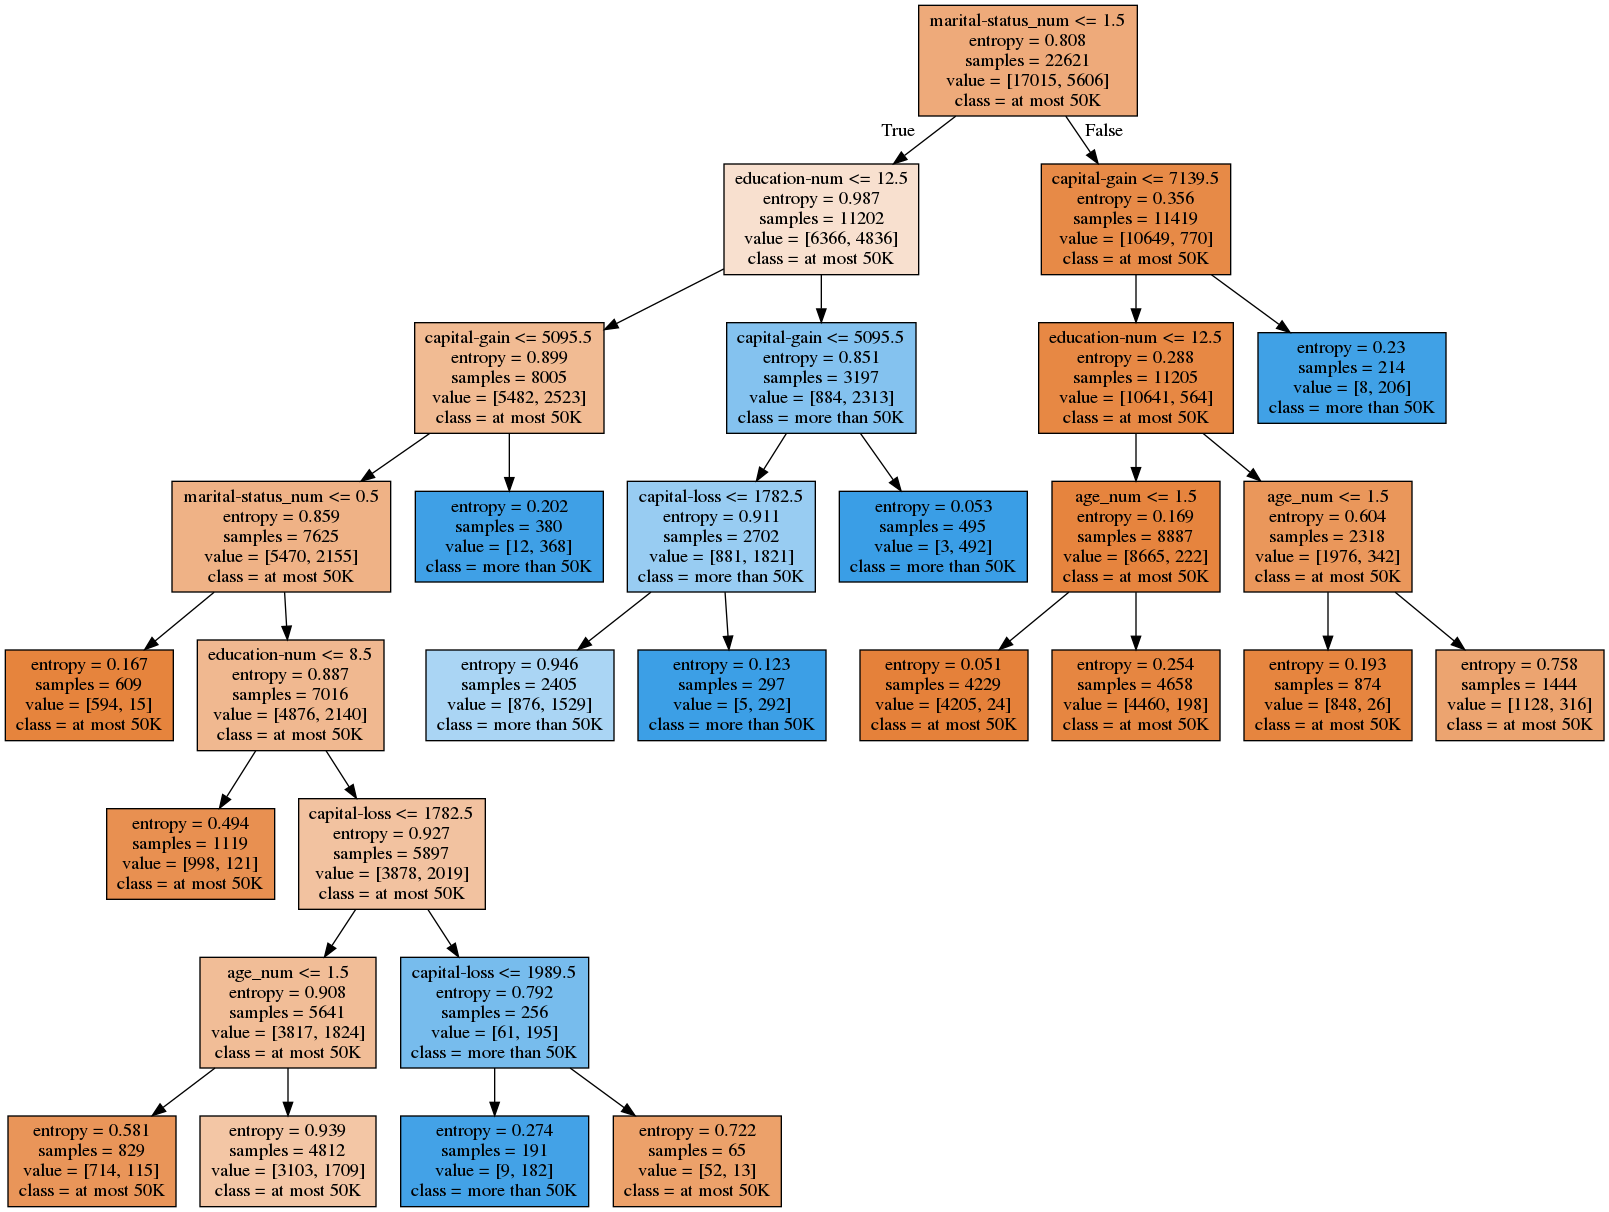 marital-status_num <= 1.5
entropy = 0.808
samples = 22621
value = [17015, 5606]
class = at most 50K
True
False
education-num <= 12.5
entropy = 0.987
samples = 11202
value = [6366, 4836]
class = at most 50K
capital-gain <= 7139.5
entropy = 0.356
samples = 11419
value = [10649, 770]
class = at most 50K
capital-gain <= 5095.5
entropy = 0.899
samples = 8005
value = [5482, 2523]
class = at most 50K
capital-gain <= 5095.5
entropy = 0.851
samples = 3197
value = [884, 2313]
class = more than 50K
education-num <= 12.5
entropy = 0.288
samples = 11205
value = [10641, 564]
class = at most 50K
entropy = 0.23
samples = 214
value = [8, 206]
class = more than 50K
marital-status_num <= 0.5
entropy = 0.859
samples = 7625
value = [5470, 2155]
class = at most 50K
entropy = 0.202
samples = 380
value = [12, 368]
class = more than 50K
capital-loss <= 1782.5
entropy = 0.911
samples = 2702
value = [881, 1821]
class = more than 50K
entropy = 0.053
samples = 495
value = [3, 492]
class = more than 50K
age_num <= 1.5
entropy = 0.169
samples = 8887
value = [8665, 222]
class = at most 50K
age_num <= 1.5
entropy = 0.604
samples = 2318
value = [1976, 342]
class = at most 50K
entropy = 0.167
samples = 609
value = [594, 15]
class = at most 50K
education-num <= 8.5
entropy = 0.887
samples = 7016
value = [4876, 2140]
class = at most 50K
entropy = 0.946
samples = 2405
value = [876, 1529]
class = more than 50K
entropy = 0.123
samples = 297
value = [5, 292]
class = more than 50K
entropy = 0.051
samples = 4229
value = [4205, 24]
class = at most 50K
entropy = 0.254
samples = 4658
value = [4460, 198]
class = at most 50K
entropy = 0.193
samples = 874
value = [848, 26]
class = at most 50K
entropy = 0.758
samples = 1444
value = [1128, 316]
class = at most 50K
entropy = 0.494
samples = 1119
value = [998, 121]
class = at most 50K
capital-loss <= 1782.5
entropy = 0.927
samples = 5897
value = [3878, 2019]
class = at most 50K
age_num <= 1.5
entropy = 0.908
samples = 5641
value = [3817, 1824]
class = at most 50K
capital-loss <= 1989.5
entropy = 0.792
samples = 256
value = [61, 195]
class = more than 50K
entropy = 0.581
samples = 829
value = [714, 115]
class = at most 50K
entropy = 0.939
samples = 4812
value = [3103, 1709]
class = at most 50K
entropy = 0.274
samples = 191
value = [9, 182]
class = more than 50K
entropy = 0.722
samples = 65
value = [52, 13]
class = at most 50K